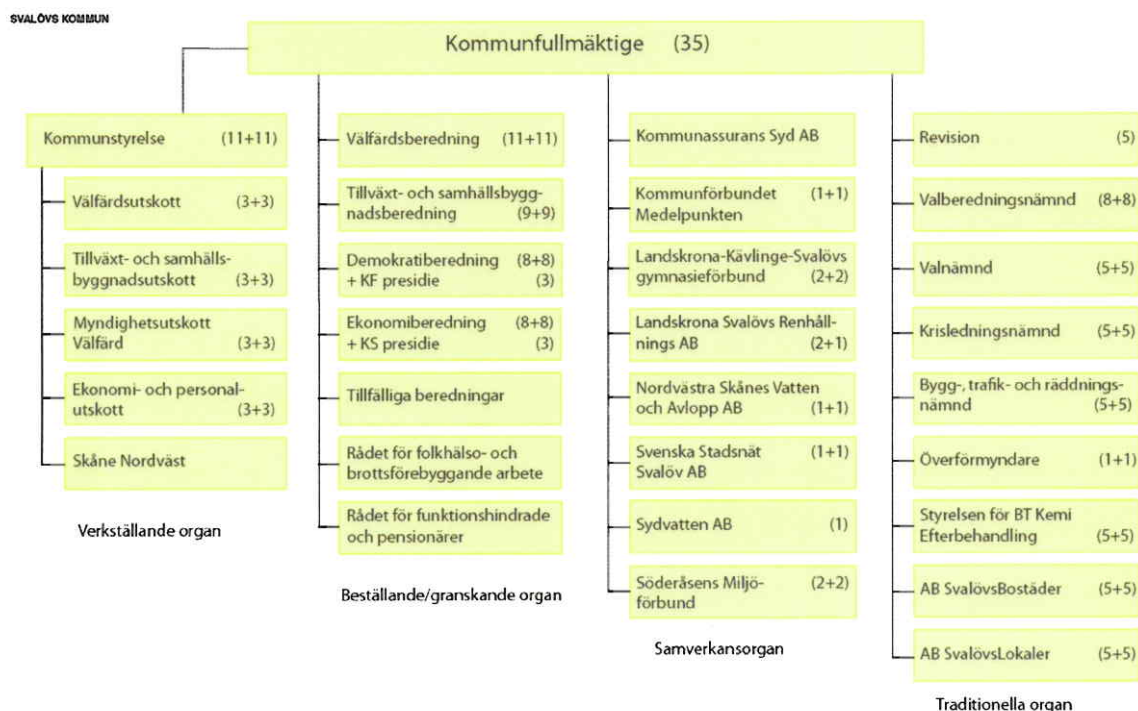 SVALÖVS KOMMUN
Kommunfullmäktige (35)
Kommunstyrelse (11+11)
Välfärdsutskott (3+3)
Tillväxt- och samhälls-
byggnadsutskott (3+3)
Myndighetsutskott
Välfärd (3+3)
Ekonomi- och personal-
utskott (3+3)
Skåne Nordväst
Verkställande organ
Välfärdsberedning (11+11)
Tillväxt- och samhällsbygg-
nadsberedning (9+9)
Demokratiberedning (8+8)
+ KF presidie (3)
Ekonomiberedning (8+8)
+ KS presidie (3)
Tillfälliga beredningar
Rådet för folkhälso- och
brottsförebyggande arbete
Rådet för funktionshindrade
och pensionärer
Beställande/granskande organ
Kommunassurans Syd AB
Kommunförbundet (1+1)
Medelpunkten
Landskrona-Kävlinge-Svalövs
gymnasieförbund (2+2)
Landskrona Svalövs Renhåll-
nings AB (2+1)
Nordvästra Skånes Vatten
och Avlopp AB (1+1)
Svenska Stadsnät (1+1)
Svalöv AB
Sydvatten AB (1)
Söderåsens Miljö- (2+2)
förbund
Samverkansorgan
Revision (5)
Valberedningsnämnd (8+8)
Valnämnd (5+5)
Krisledningsnämnd (5+5)
Bygg-, trafik- och räddnings-
nämnd (5+5)
Överförmyndare (1+1)
Styrelsen för BT Kemi
Efterbehandling (5+5)
AB SvalövsBostäder (5+5)
AB SvalövsLokaler (5+5)
Traditionella organ